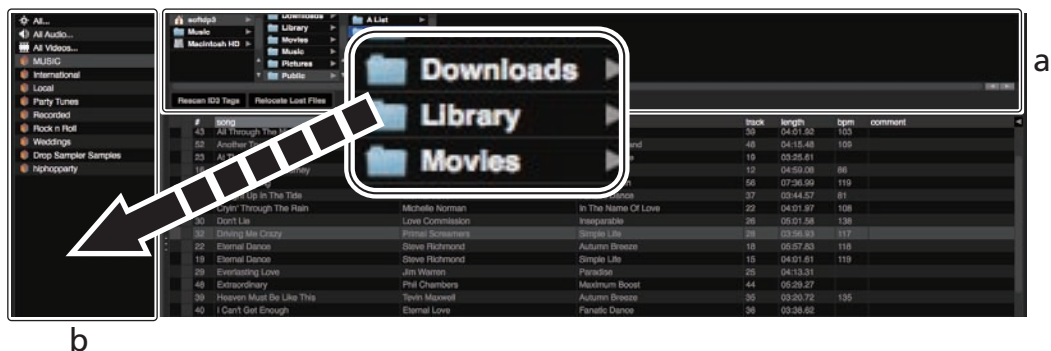 All...
All Audio...
All Videos...
MUSIC
International
Local
Party Tunes
Recorded
Rock n Roll
Weddings
Drop Sampler Samples
hiphopparty
b
softdp3
Music
Macintosh HD
Downloads
Library
Movies
Music
Pictures
Public
A List
Rescan ID3 Tags Relocate Lost Files
a
Downloads
Library
Movies
# song track length bpm comment
43 All Through The 39 04:01.92 103
52 Another 48 04:15.48 109
23 19 03:25.61
12 04:59.06 66
56 07:36.99 119
Up In The Tide Dance 37 03:44.57 81
Cryin' Through The Rain Michelle Norman In The Name Of Love 22 04:01.97 108
30 Don't Lie Love Commission Inseparable 26 05:01.58 138
32 Driving Me Crazy Primal Screamers Simple Life 28 03:56.93 117
22 Eternal Dance Steve Richmond Autumn Breeze 18 05:57.83 118
19 Eternal Dance Steve Richmond Simple Life 15 04:01.61 119
29 Everlasting Love Jim Warren Paradise 25 04:13.31
48 Extraordinary Phil Chambers Maximum Boost 44 05:29.27
39 Heaven Must Be Like This Tevin Maxwell Autumn Breeze 35 03:20.72 135
40 I Can't Get Enough Eternal Love Fanatic Dance 36 03:38.62